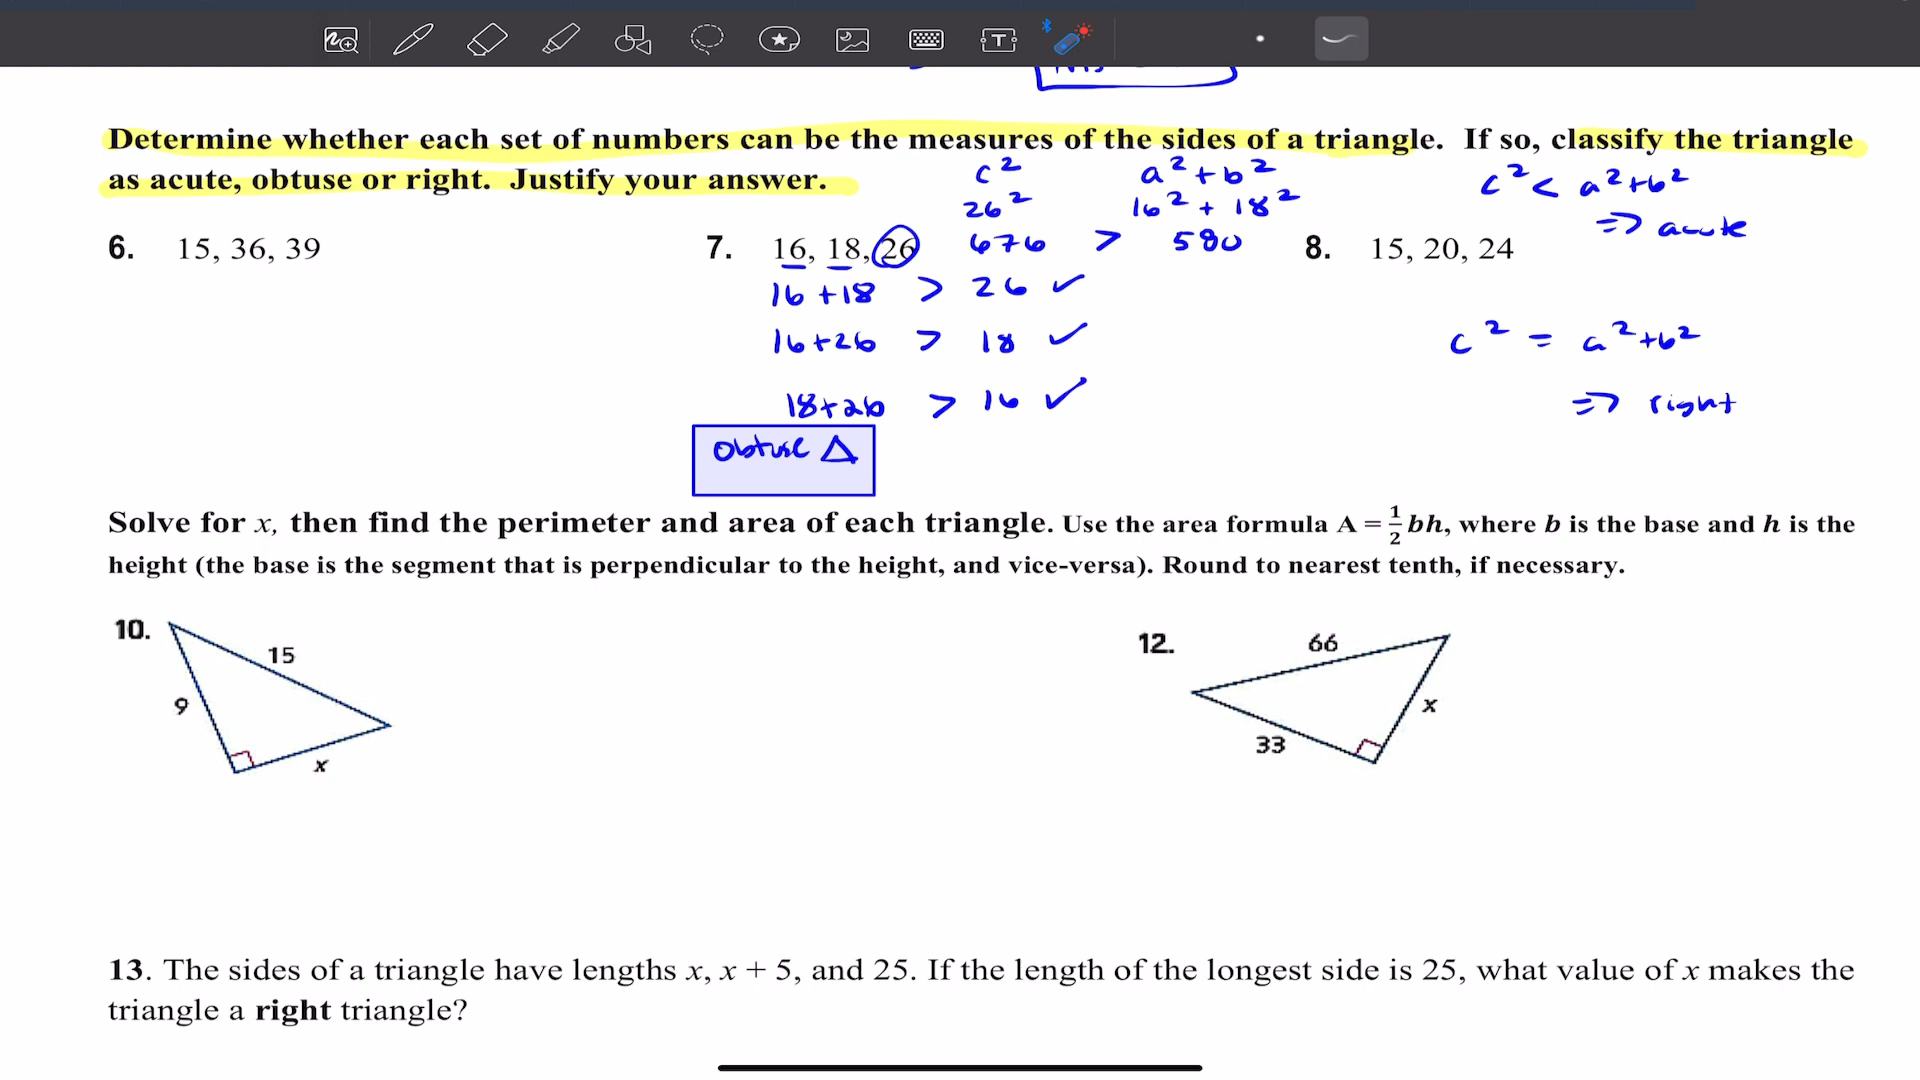 Determine whether each set of numbers can be the measures of the sides of a triangle. If so, classify the triangle
as acute, obtuse or right. Justify your answer.
c² a²+b² c² < a²+b²
26² 16² + 18² => acute
6. 15, 36, 39
7. 16, 18, 26 676 > 580
8. 15, 20, 24
16+18 > 26 ✓
16+26 > 18 ✓ c² = a²+b²
18+26 > 16 ✓ => right
Obtuse Δ
Solve for x, then find the perimeter and area of each triangle. Use the area formula A = 1/2 bh, where b is the base and h is the
height (the base is the segment that is perpendicular to the height, and vice-versa). Round to nearest tenth, if necessary.
10.
15
9
x
12.
66
x
33
13. The sides of a triangle have lengths x, x + 5, and 25. If the length of the longest side is 25, what value of x makes the
triangle a right triangle?